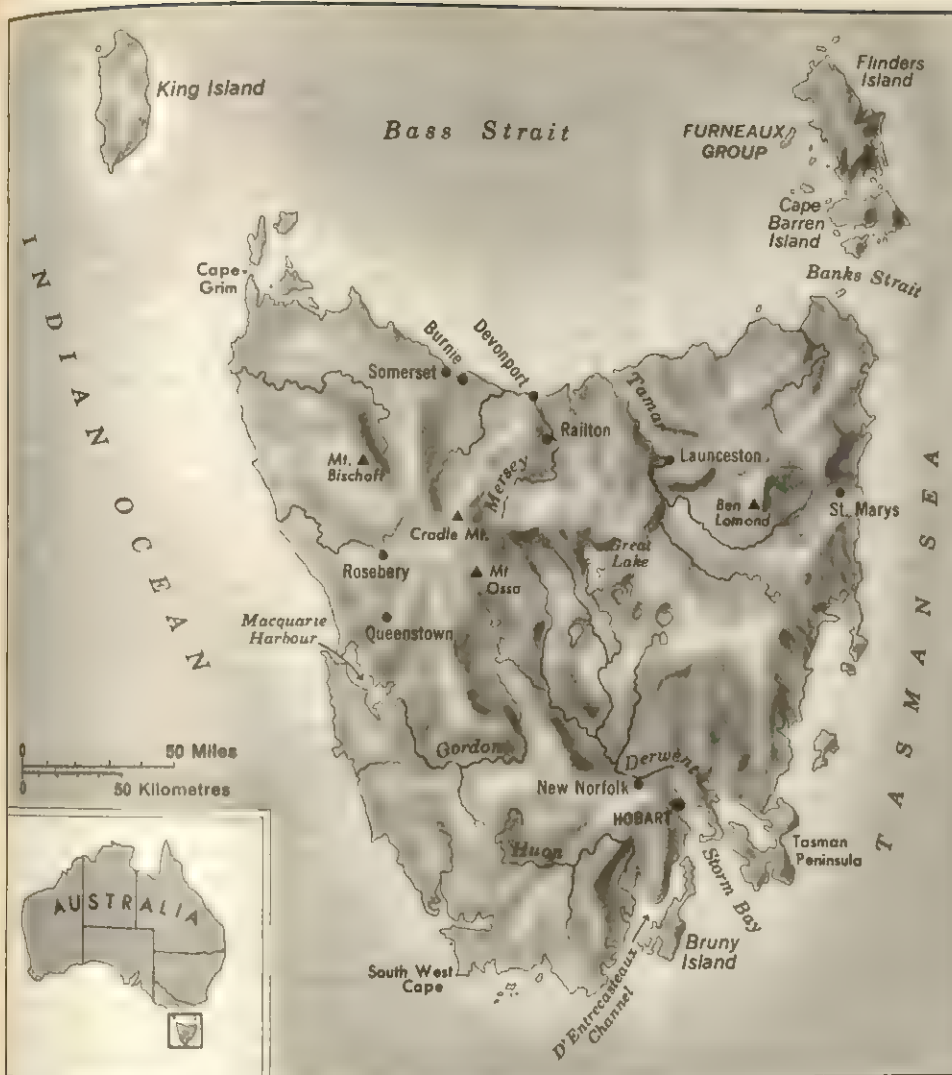 King Island
Flinders
Island
Bass Strait
FURNEAUX
GROUP
Cape
Barren
Island
Banks Strait
INDIAN OCEAN
Cape
Grim
Burnie
Devonport
Somerset
Tamar
Railton
Launceston
Mt.
Bischoff
Mersey
Ben
Lomond
St. Marys
TASMAN SEA
Cradle Mt.
Great
Lake
Rosebery
Mt
Ossa
Macquarie
Harbour
Queenstown
0 50 Miles
0 50 Kilometres
Gordon
Derwent
New Norfolk
HOBART
Tasman
Peninsula
Huon
Storm Bay
AUSTRALIA
Bruny
Island
South West
Cape
D'Entrecasteaux
Channel